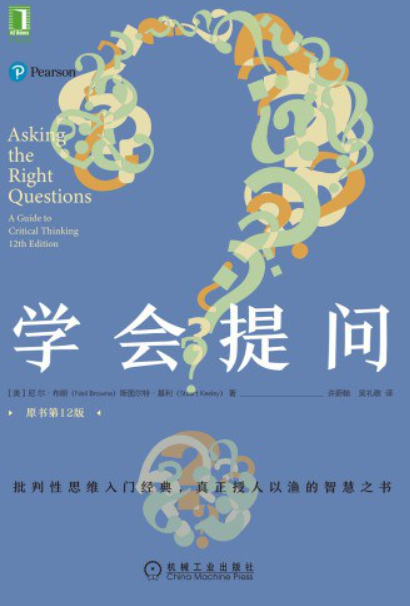 Pearson
Asking
the
Right
Questions
A Guide to
Critical Thinking
12th Edition
学会提问
[美] 尼尔·布朗 (Neil Browne) 斯图尔特·基利 (Stuart Keeley) 著 许蔚翰 吴礼敬 译
原书第12版
批判性思维入门经典,真正授人以渔的智慧之书
机械工业出版社
China Machine Press